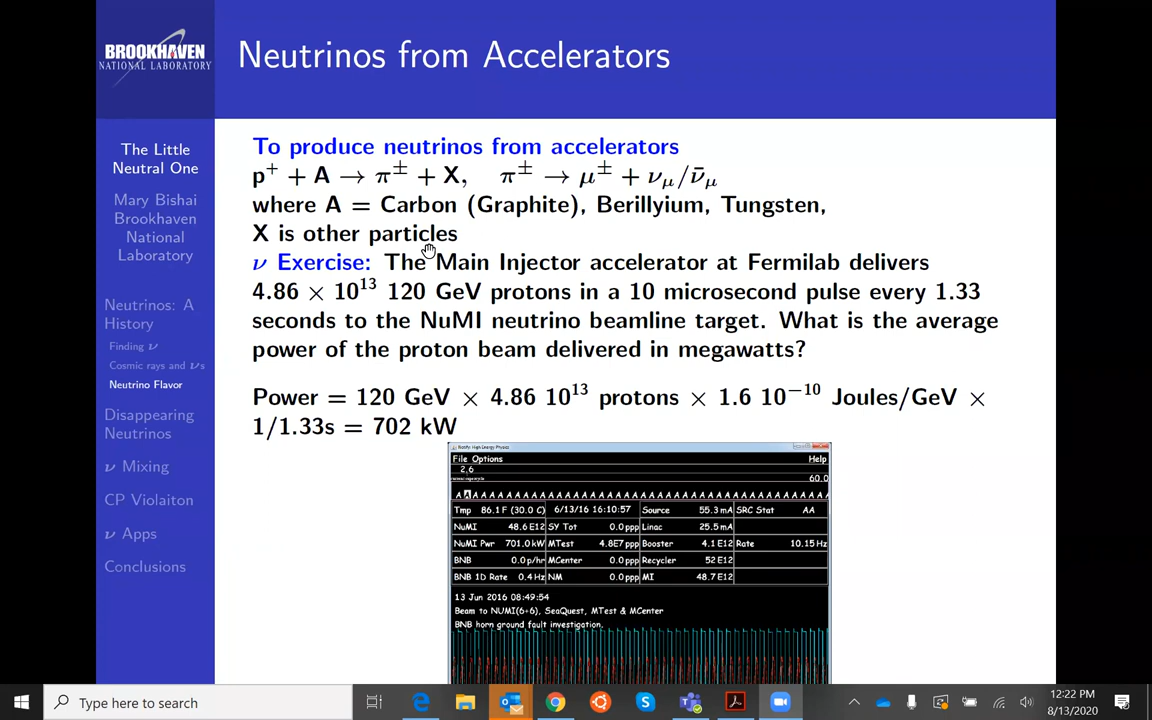 BROOKHAVEN
NATIONAL LABORATORY
Neutrinos from Accelerators
The Little
Neutral One
Mary Bishai
Brookhaven
National
Laboratory
Neutrinos: A
History
Finding ν
Cosmic rays and νs
Neutrino Flavor
Disappearing
Neutrinos
ν Mixing
CP Violaiton
ν Apps
Conclusions
To produce neutrinos from accelerators
p⁺ + A → π± + X, π± → μ± + νμ/ν̄μ
where A = Carbon (Graphite), Berillyium, Tungsten,
X is other particles
ν Exercise: The Main Injector accelerator at Fermilab delivers
4.86 × 10¹³ 120 GeV protons in a 10 microsecond pulse every 1.33
seconds to the NuMI neutrino beamline target. What is the average
power of the proton beam delivered in megawatts?
Power = 120 GeV × 4.86 10¹³ protons × 1.6 10⁻¹⁰ Joules/GeV ×
1/1.33s = 702 kW
File Options Help
2,6
60.0
Tmp 86.1 F (30.0 C) 6/13/16 16:10:57 Source 55.3 mA SRC Stat AA
NuMI 48.6 E12 SY Tot 0.0 ppp Linac 25.5 mA
NuMI Pwr 701.0 kW MTest 4.8E7 ppp Booster 4.1 E12 Rate 10.15 Hz
BNB 0.0 p/hr MCenter 0.0 ppp Recycler 52 E12
BNB 1D Rate 0.4 Hz NM 0.0 ppp MI 48.7 E12
13 Jun 2016 08:49:54
Beam to NUMI(6+6), SeaQuest, MTest & MCenter
BNB horn ground fault investigation.
Type here to search
12:22 PM
8/13/2020